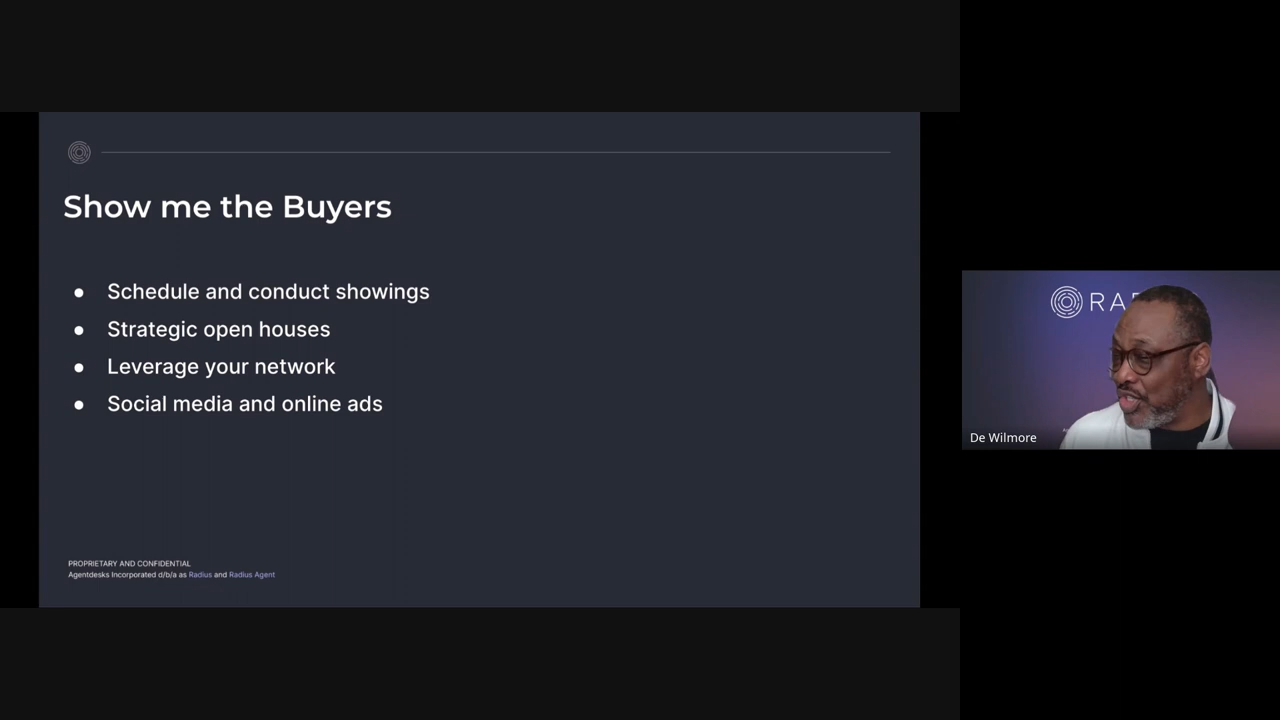 Show me the Buyers
● Schedule and conduct showings
● Strategic open houses
● Leverage your network
● Social media and online ads
PROPRIETARY AND CONFIDENTIAL
Agentdesks Incorporated d/b/a as Radius and Radius Agent
RA
De Wilmore